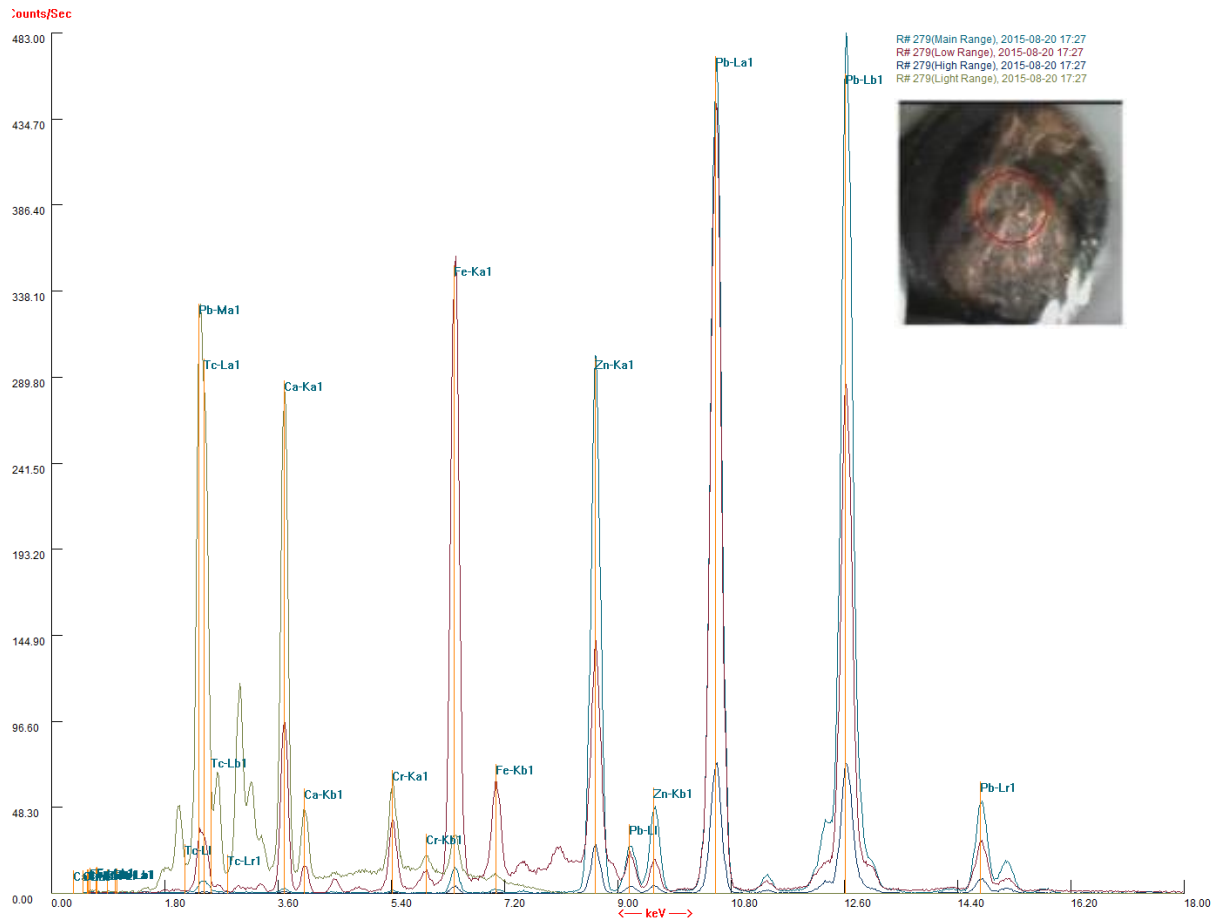 Counts/Sec
483.00
R# 279(Main Range), 2015-08-20 17:27
R# 279(Low Range), 2015-08-20 17:27
R# 279(High Range), 2015-08-20 17:27
R# 279(Light Range), 2015-08-20 17:27
Pb-La1
Pb-Lb1
434.70
386.40
338.10
Fe-Ka1
Pb-Ma1
Tc-La1
Zn-Ka1
289.80
Ca-Ka1
241.50
193.20
144.90
96.60
Tc-Lb1
Cr-Ka1
Fe-Kb1
Pb-Lr1
Ca-Kb1
Zn-Kb1
48.30
Cr-Kb1
Pb-Ll
Tc-Ll
Tc-Lr1
0.00
0.00 1.80 3.60 5.40 7.20 9.00 10.80 12.60 14.40 16.20 18.00
<-- keV -->